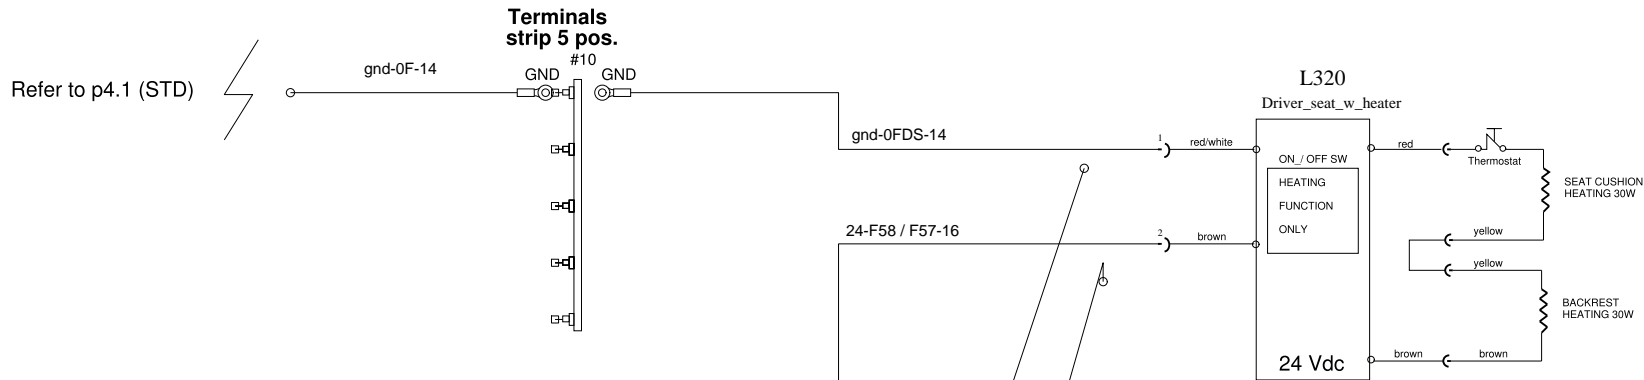 Terminals
strip 5 pos.
#10
GND GND
gnd-0F-14
Refer to p4.1 (STD)
L320
Driver_seat_w_heater
gnd-0FDS-14
1
red/white
ON_/ OFF SW
HEATING
FUNCTION
ONLY
red
Thermostat
SEAT CUSHION
HEATING 30W
24-F58 / F57-16
2
brown
yellow
yellow
BACKREST
HEATING 30W
24 Vdc
brown
brown